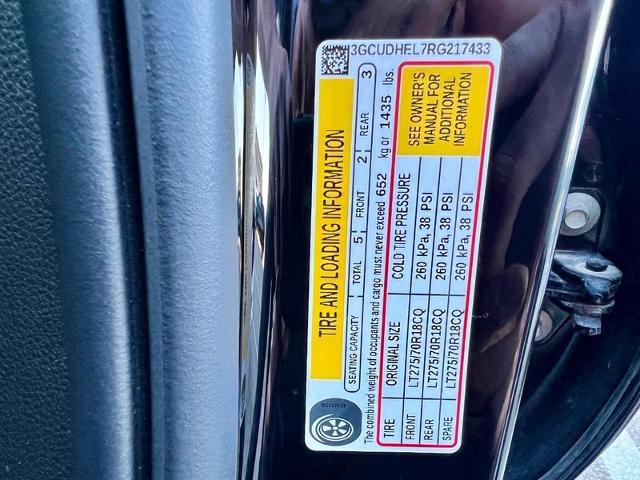 3GCUDHEL7RG217433
TIRE AND LOADING INFORMATION
SEATING CAPACITY TOTAL 5 FRONT 2 REAR 3
The combined weight of occupants and cargo must never exceed 652 kg or 1435 lbs.
TIRE ORIGINAL SIZE COLD TIRE PRESSURE
FRONT LT275/70R18CQ 260 kPa, 38 PSI
REAR LT275/70R18CQ 260 kPa, 38 PSI
SPARE LT275/70R18CQ 260 kPa, 38 PSI
SEE OWNER'S
MANUAL FOR
ADDITIONAL
INFORMATION